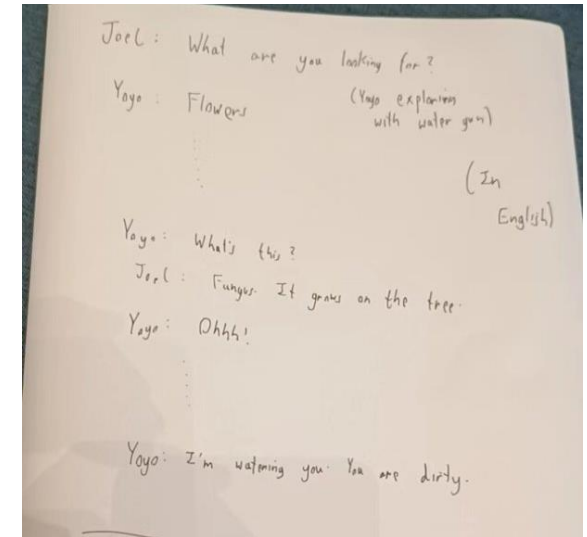 Joel: What are you looking for?
Yoyo: Flowers
(Yoyo exploring
with water gun)
(In
English)
Yoyo: What's this?
Joel: Fungus. It grows on the tree.
Yoyo: Ohhh!
Yoyo: I'm watering you. You are dirty.